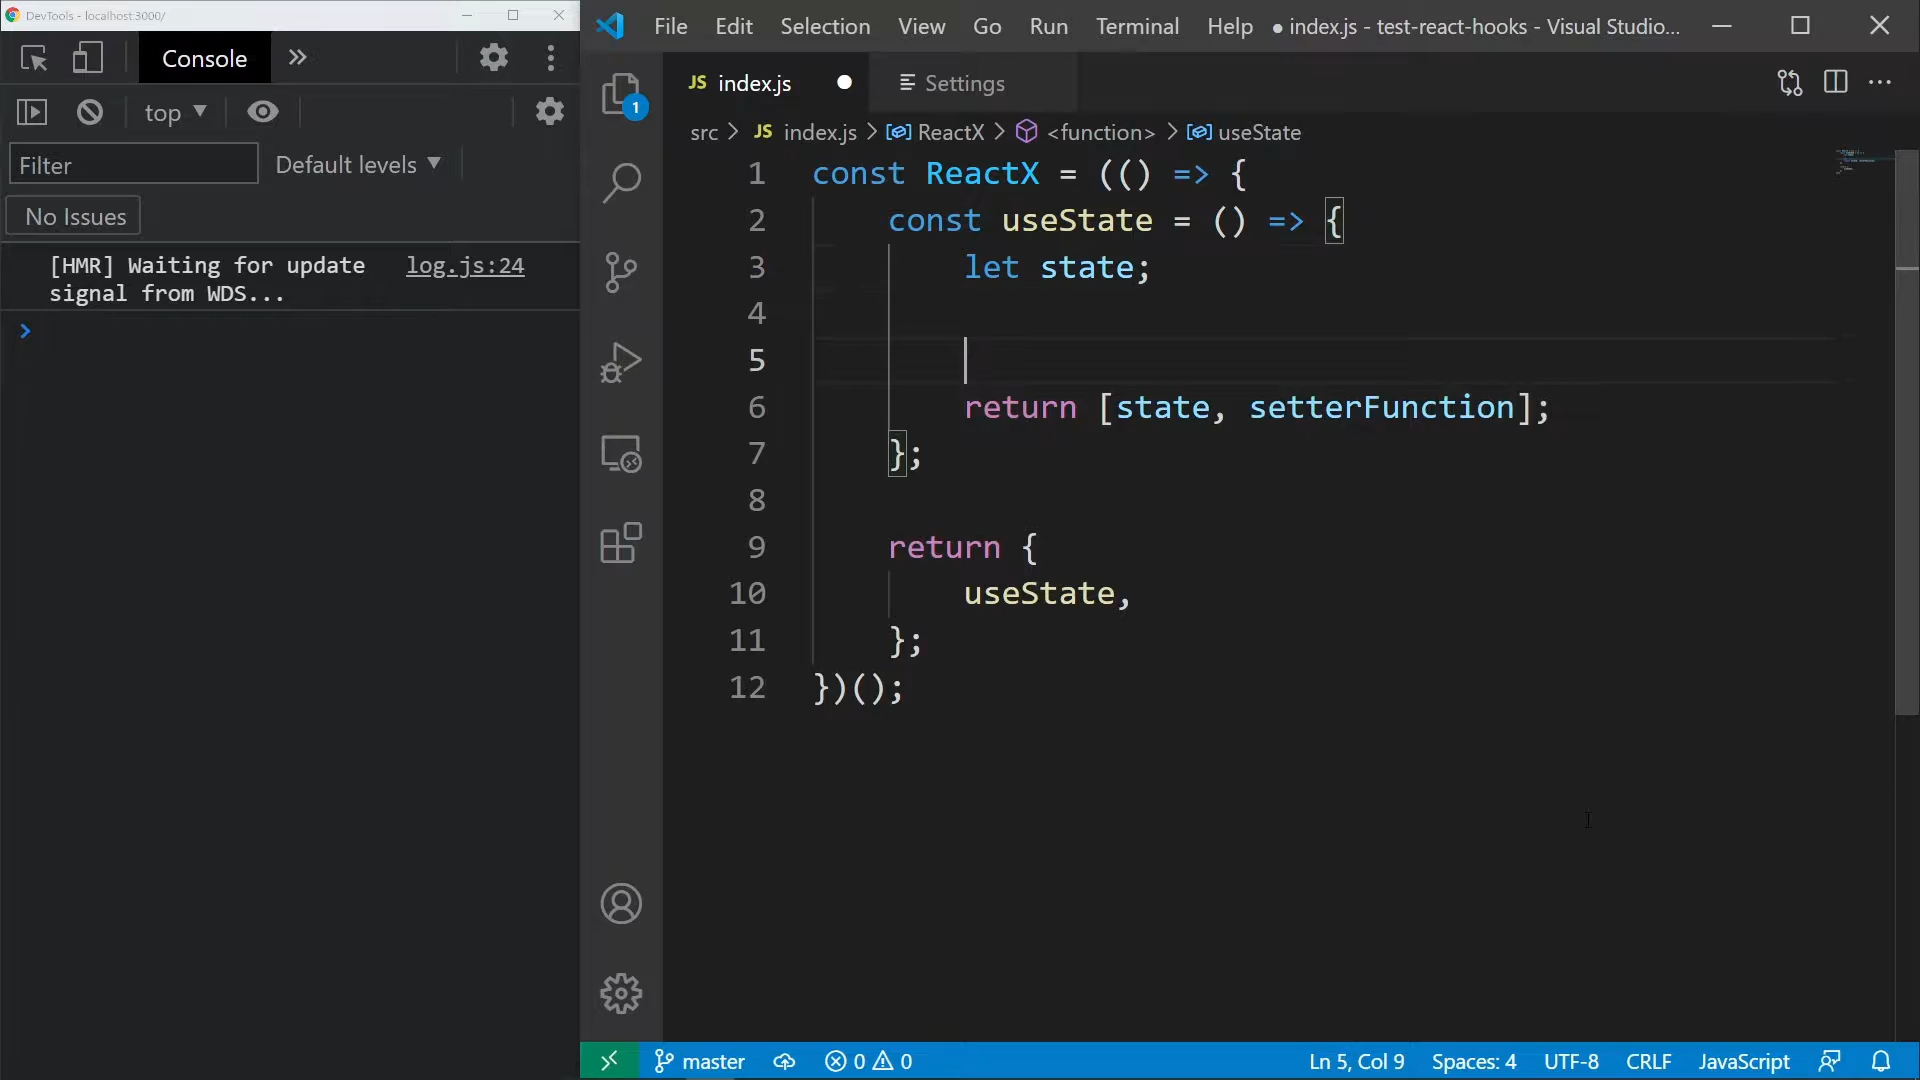 DevTools - localhost:3000/
Console
top
Filter
Default levels
No Issues
[HMR] Waiting for update log.js:24
signal from WDS...
File Edit Selection View Go Run Terminal Help ● index.js - test-react-hooks - Visual Studio...
1
JS index.js Settings
src > JS index.js > ReactX > <function> > useState
1 const ReactX = (() => {
2 const useState = () => {
3 let state;
4
5
6 return [state, setterFunction];
7 };
8
9 return {
10 useState,
11 };
12 })();
master 0 0 Ln 5, Col 9 Spaces: 4 UTF-8 CRLF JavaScript